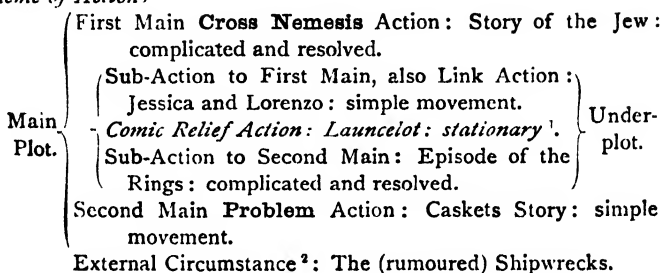 First Main Cross Nemesis Action : Story of the Jew :
complicated and resolved.
Sub-Action to First Main, also Link Action :
Jessica and Lorenzo : simple movement.
Main
Plot.
Comic Relief Action : Launcelot : stationary ¹.
Under-
plot.
Sub-Action to Second Main : Episode of the
Rings : complicated and resolved.
Second Main Problem Action : Caskets Story : simple
movement.
External Circumstance ² : The (rumoured) Shipwrecks.